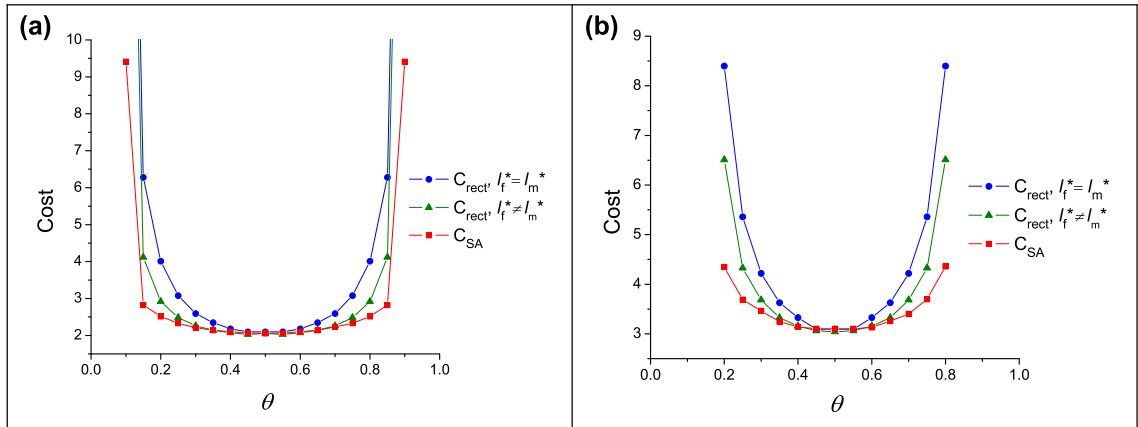 (a)
10
9
8
7
6
5
4
3
2
Cost
0.0 0.2 0.4 0.6 0.8 1.0
θ
C_rect, l_f* = l_m*
C_rect, l_f* ≠ l_m*
C_SA
(b)
9
8
7
6
5
4
3
Cost
0.0 0.2 0.4 0.6 0.8 1.0
θ
C_rect, l_f* = l_m*
C_rect, l_f* ≠ l_m*
C_SA